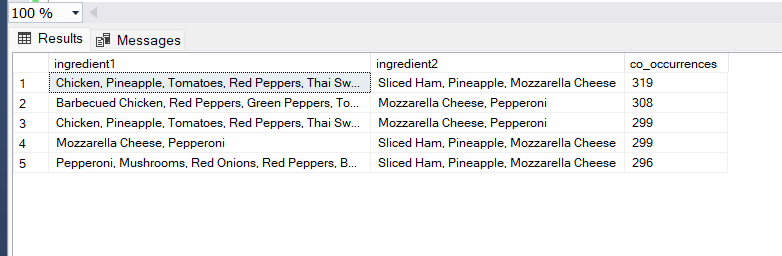 100 %
Results Messages
ingredient1 ingredient2 co_occurrences
1 Chicken, Pineapple, Tomatoes, Red Peppers, Thai Sw... Sliced Ham, Pineapple, Mozzarella Cheese 319
2 Barbecued Chicken, Red Peppers, Green Peppers, To... Mozzarella Cheese, Pepperoni 308
3 Chicken, Pineapple, Tomatoes, Red Peppers, Thai Sw... Mozzarella Cheese, Pepperoni 299
4 Mozzarella Cheese, Pepperoni Sliced Ham, Pineapple, Mozzarella Cheese 299
5 Pepperoni, Mushrooms, Red Onions, Red Peppers, B... Sliced Ham, Pineapple, Mozzarella Cheese 296